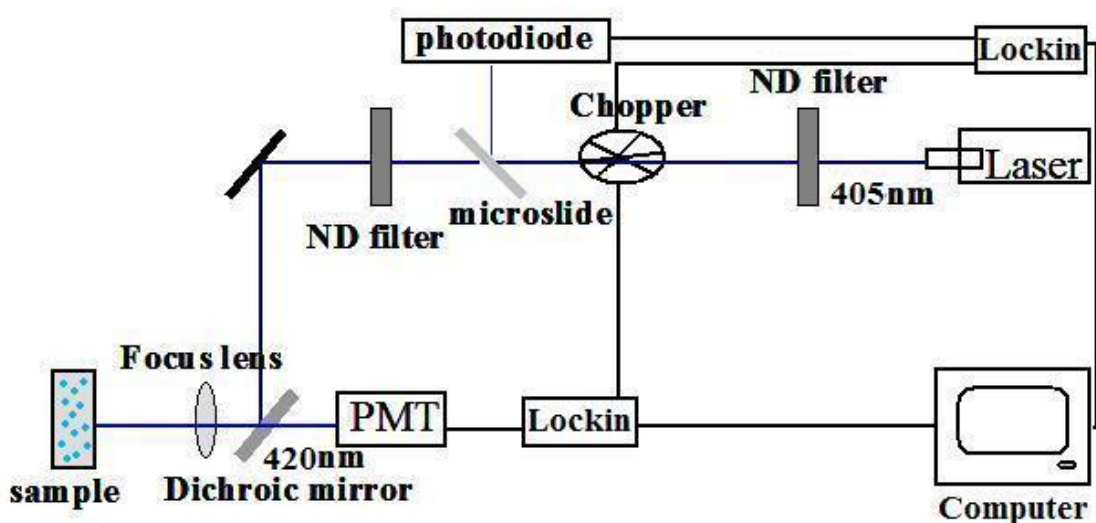 photodiode
Lockin
ND filter
Chopper
Laser
405nm
microslide
ND filter
Focus lens
PMT
Lockin
420nm
sample
Dichroic mirror
Computer